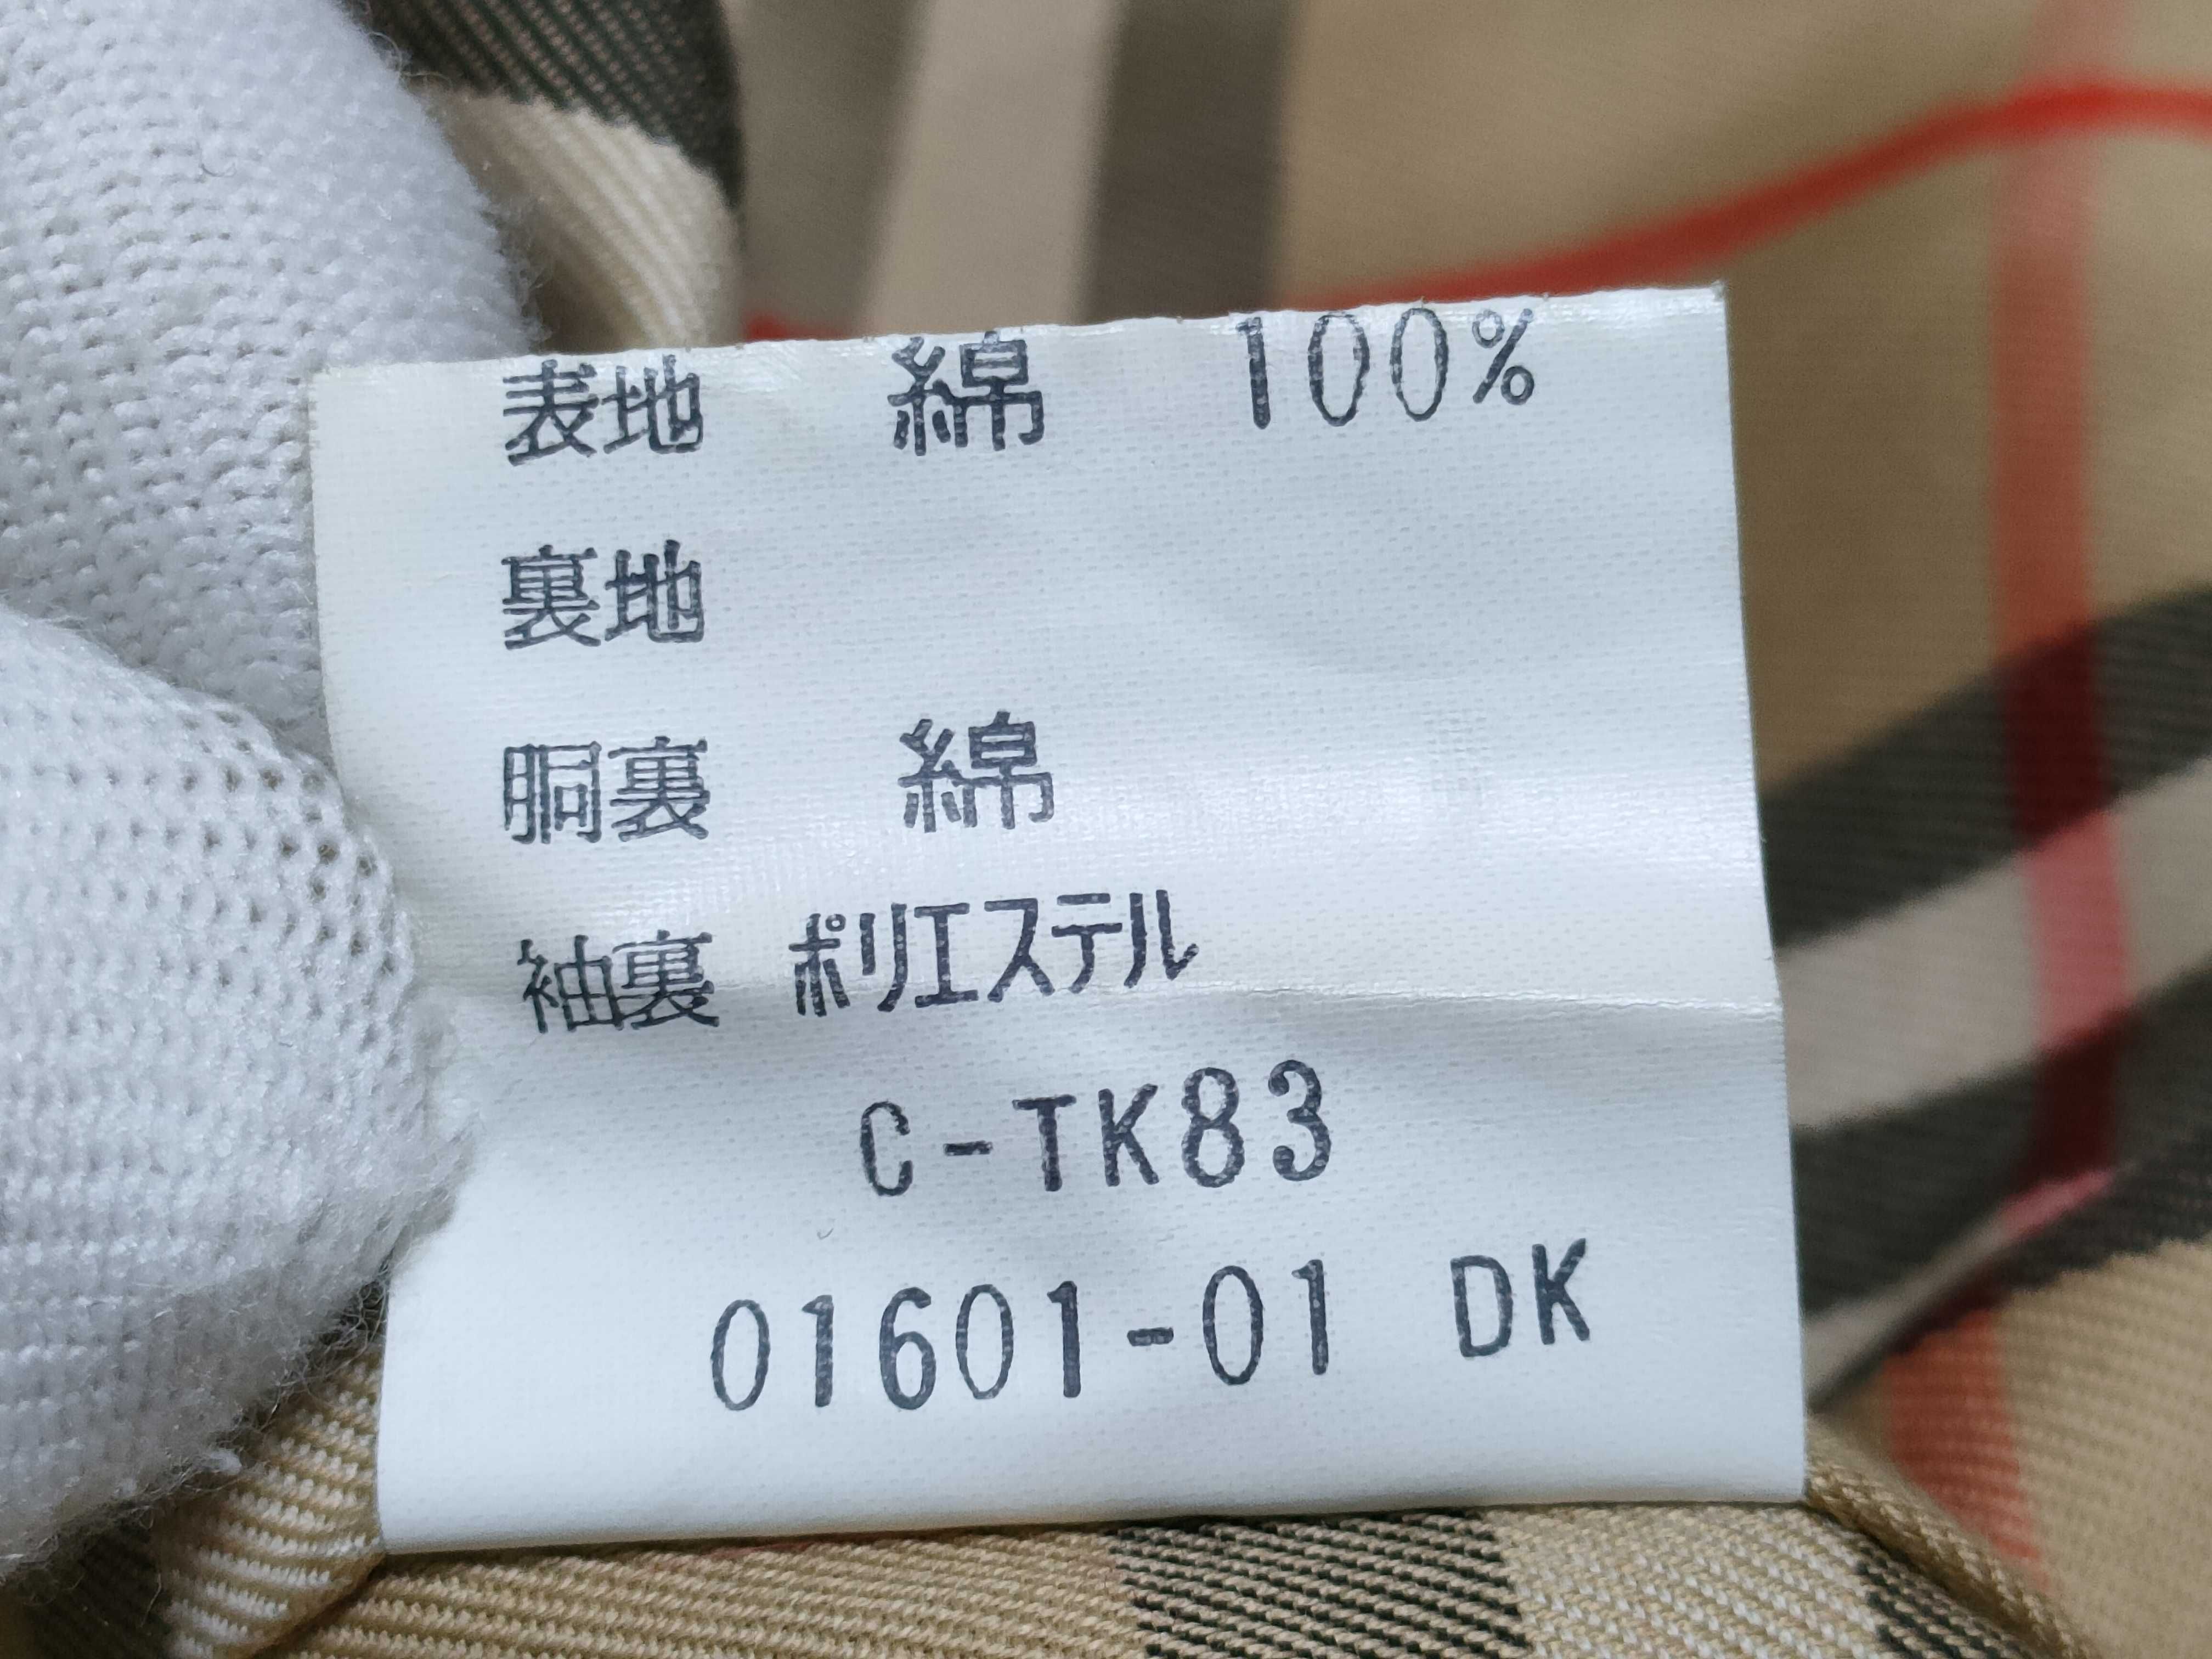 表地 綿 100%
裏地
胴裏 綿
袖裏 ポリエステル
C-TK83
01601-01 DK